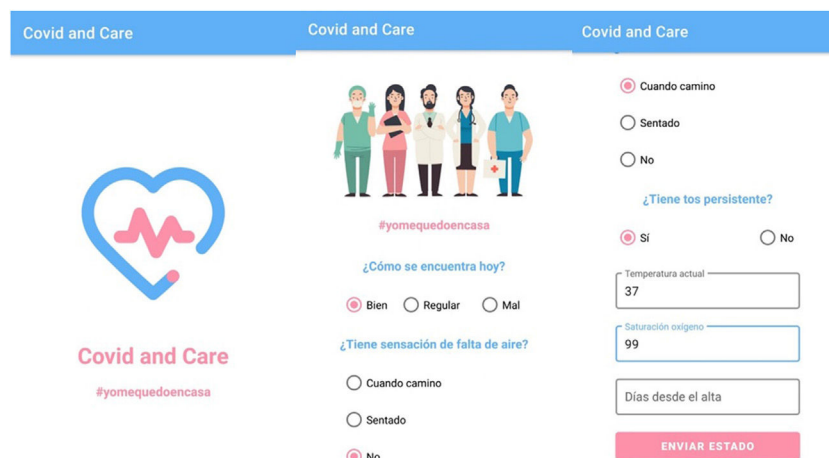 Covid and Care
Covid and Care
#yomequedoencasa
Covid and Care
#yomequedoencasa
¿Cómo se encuentra hoy?
Bien Regular Mal
¿Tiene sensación de falta de aire?
Cuando camino
Sentado
No
Covid and Care
Cuando camino
Sentado
No
¿Tiene tos persistente?
Sí No
Temperatura actual
37
Saturación oxígeno
99
Días desde el alta
ENVIAR ESTADO